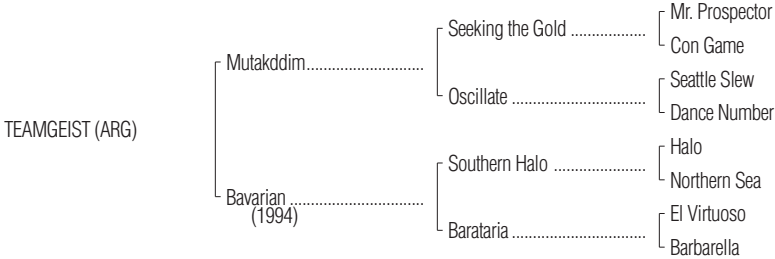 Mr. Prospector
Seeking the Gold ..................
Con Game
Mutakddim...........................
Seattle Slew
Oscillate ................................
Dance Number
TEAMGEIST (ARG)
Halo
Southern Halo ......................
Northern Sea
Bavarian ................................
(1994)
El Virtuoso
Barataria ................................
Barbarella